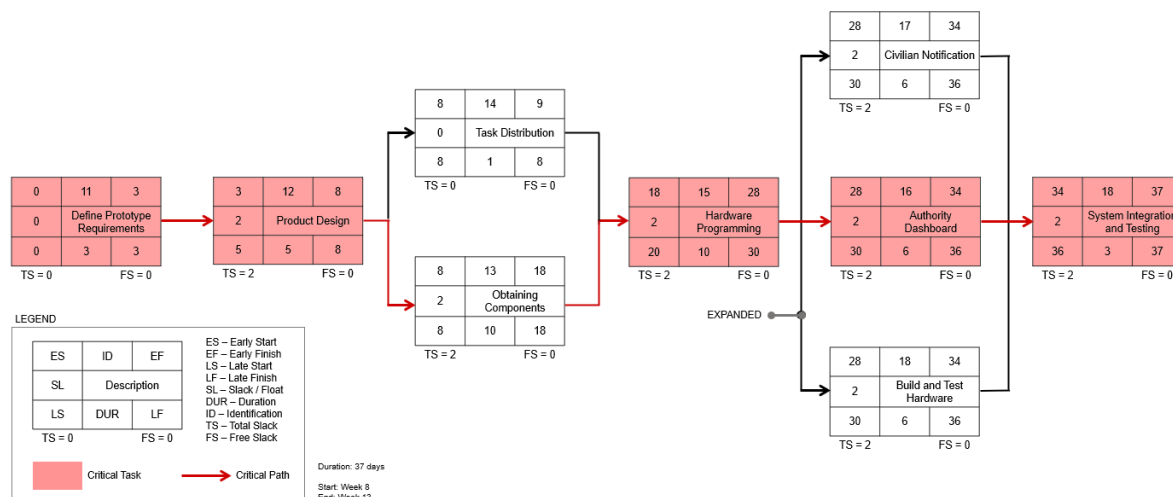 0 11 3
0 Define Prototype
Requirements
0 3 3
TS = 0 FS = 0
3 12 8
2 Product Design
5 5 8
TS = 2 FS = 0
8 14 9
0 Task Distribution
8 1 8
TS = 0 FS = 0
8 13 18
2 Obtaining
Components
8 10 18
TS = 2 FS = 0
18 15 28
2 Hardware
Programming
20 10 30
TS = 2 FS = 0
28 17 34
2 Civilian Notification
30 6 36
TS = 2 FS = 0
28 16 34
2 Authority
Dashboard
30 6 36
TS = 2 FS = 0
EXPANDED
28 18 34
2 Build and Test
Hardware
30 6 36
TS = 2 FS = 0
34 18 37
2 System Integration
and Testing
36 3 37
TS = 2 FS = 0
LEGEND
ES ID EF
SL Description
LS DUR LF
TS = 0 FS = 0
ES – Early Start
EF – Early Finish
LS – Late Start
LF – Late Finish
SL – Slack / Float
DUR – Duration
ID – Identification
TS – Total Slack
FS – Free Slack
Critical Task
Critical Path
Duration: 37 days
Start: Week 8
End: Week